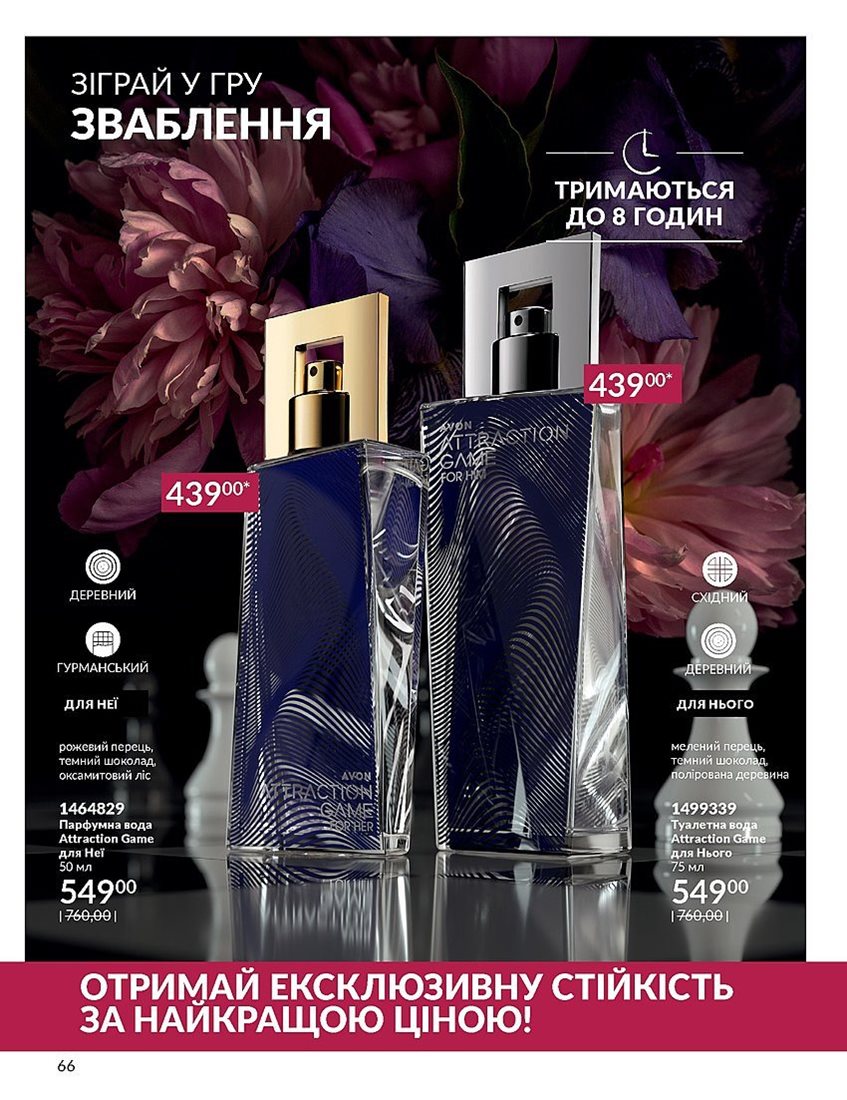 ЗІГРАЙ У ГРУ
ЗВАБЛЕННЯ
ТРИМАЮТЬСЯ
ДО 8 ГОДИН
439⁰⁰*
439⁰⁰*
AVON
ATTRACTION
GAME
FOR HIM
AVON
ATTRACTION
GAME
FOR HER
ДЕРЕВНИЙ
ГУРМАНСЬКИЙ
ДЛЯ НЕЇ
рожевий перець,
темний шоколад,
оксамитовий ліс
1464829
Парфумна вода
Attraction Game
для Неї
50 мл
549⁰⁰
| 760,00 |
СХІДНИЙ
ДЕРЕВНИЙ
ДЛЯ НЬОГО
мелений перець,
темний шоколад,
полірована деревина
1499339
Туалетна вода
Attraction Game
для Нього
75 мл
549⁰⁰
| 760,00 |
ОТРИМАЙ ЕКСКЛЮЗИВНУ СТІЙКІСТЬ
ЗА НАЙКРАЩОЮ ЦІНОЮ!
66